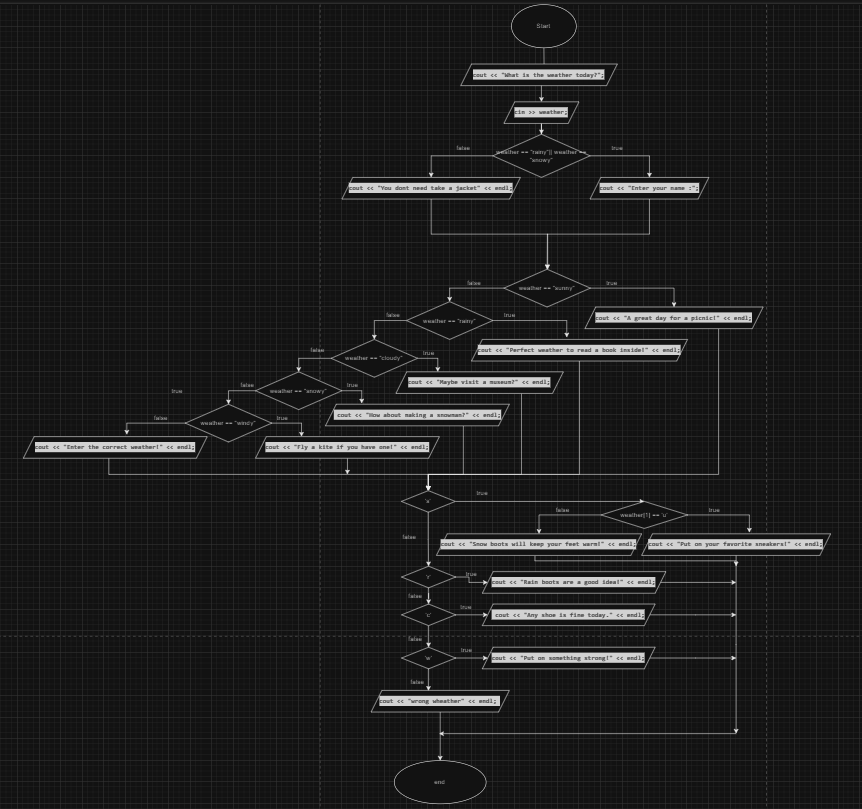 Start
cout << "What is the weather today?";
cin >> weather;
false
weather == "rainy"|| weather ==
"snowy"
true
cout << "You dont need take a jacket" << endl;
cout << "Enter your name :";
false
weather == "sunny"
true
false
weather == "rainy"
true
cout << "A great day for a picnic!" << endl;
false
weather == "cloudy"
true
cout << "Perfect weather to read a book inside!" << endl;
true
false
weather == "snowy"
true
cout << "Maybe visit a museum?" << endl;
false
weather == "windy"
true
cout << "How about making a snowman?" << endl;
cout << "Enter the correct weather!" << endl;
cout << "Fly a kite if you have one!" << endl;
's'
true
false
weather[1] == 'u'
true
false
cout << "Snow boots will keep your feet warm!" << endl;
cout << "Put on your favorite sneakers!" << endl;
'r'
true
cout << "Rain boots are a good idea!" << endl;
false
'c'
true
cout << "Any shoe is fine today." << endl;
false
'w'
true
cout << "Put on something strong!" << endl;
false
cout << "wrong wheather" << endl;
end